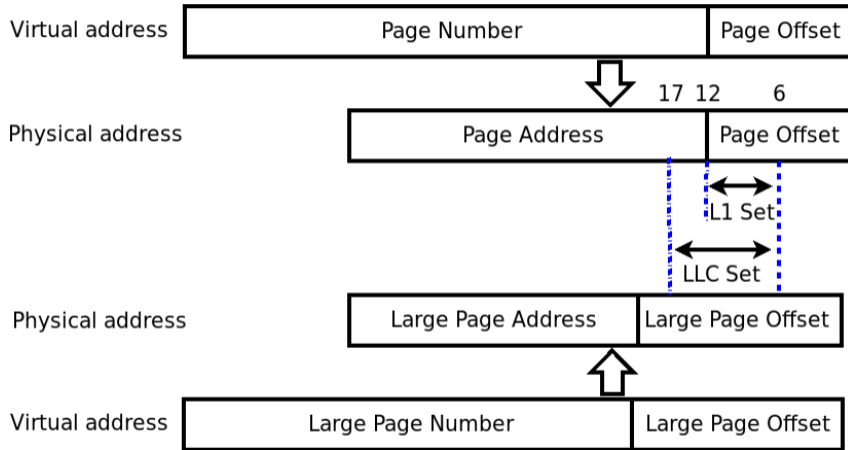 Virtual address Page Number Page Offset
17 12 6
Physical address Page Address Page Offset
L1 Set
LLC Set
Physical address Large Page Address Large Page Offset
Virtual address Large Page Number Large Page Offset